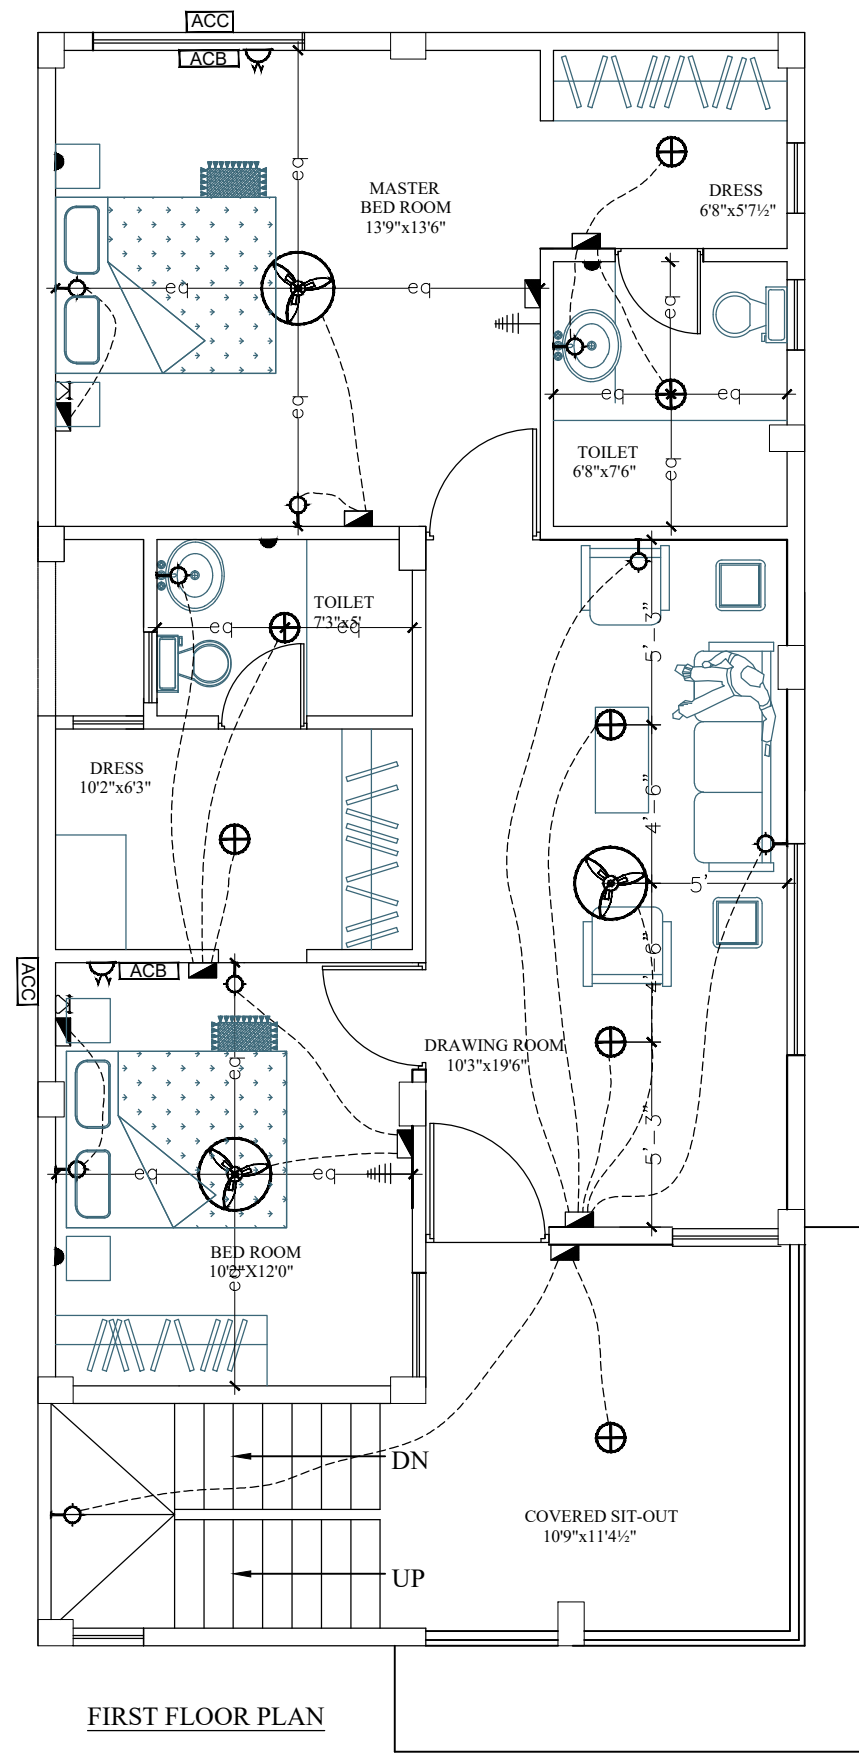 ACC
ACB
eq
MASTER
BED ROOM
13'9"x13'6"
DRESS
6'8"x5'7½"
eq
eq
eq
eq
eq
eq
TOILET
6'8"x7'6"
eq
TOILET
7'3"x5'
eq
eq
5'-3"
DRESS
10'2"x6'3"
4'-6"
5'
ACC
ACB
4'-6"
DRAWING ROOM
10'3"x19'6"
eq
5'-3"
eq
eq
BED ROOM
10'2"X12'0"
eq
DN
COVERED SIT-OUT
10'9"x11'4½"
UP
FIRST FLOOR PLAN